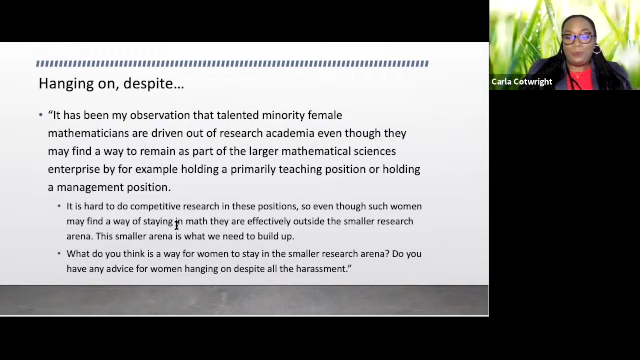 Hanging on, despite...
• "It has been my observation that talented minority female
mathematicians are driven out of research academia even though they
may find a way to remain as part of the larger mathematical sciences
enterprise by for example holding a primarily teaching position or holding
a management position.
• It is hard to do competitive research in these positions, so even though such women
may find a way of staying in math they are effectively outside the smaller research
arena. This smaller arena is what we need to build up.
• What do you think is a way for women to stay in the smaller research arena? Do you
have any advice for women hanging on despite all the harassment."
Carla Cotwright